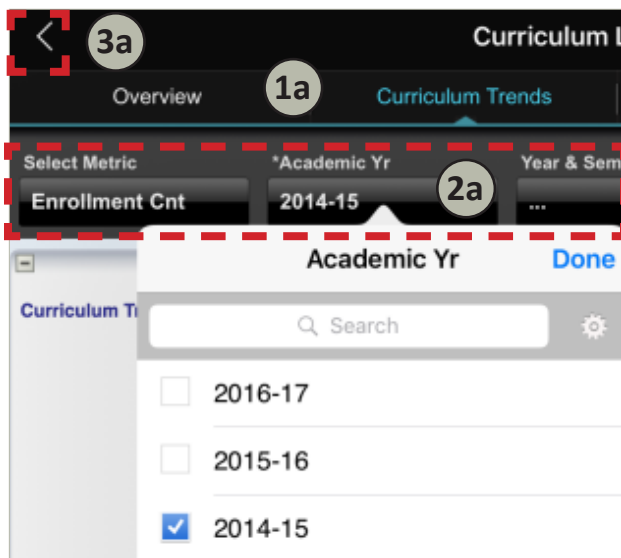 3a
Curriculum L
Overview
1a
Curriculum Trends
Select Metric
*Academic Yr
Year & Sem
Enrollment Cnt
2014-15
2a
...
Academic Yr
Done
Curriculum T
Search
2016-17
2015-16
2014-15